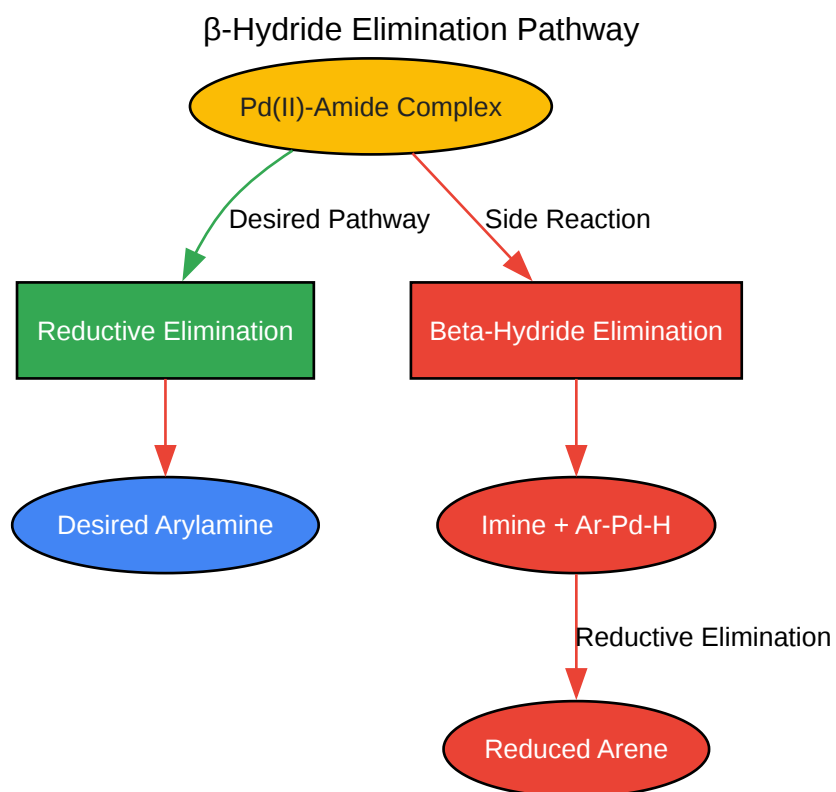 β-Hydride Elimination Pathway
Pd(II)-Amide Complex
Desired Pathway
Side Reaction
Reductive Elimination
Beta-Hydride Elimination
Desired Arylamine
Imine + Ar-Pd-H
Reductive Elimination
Reduced Arene